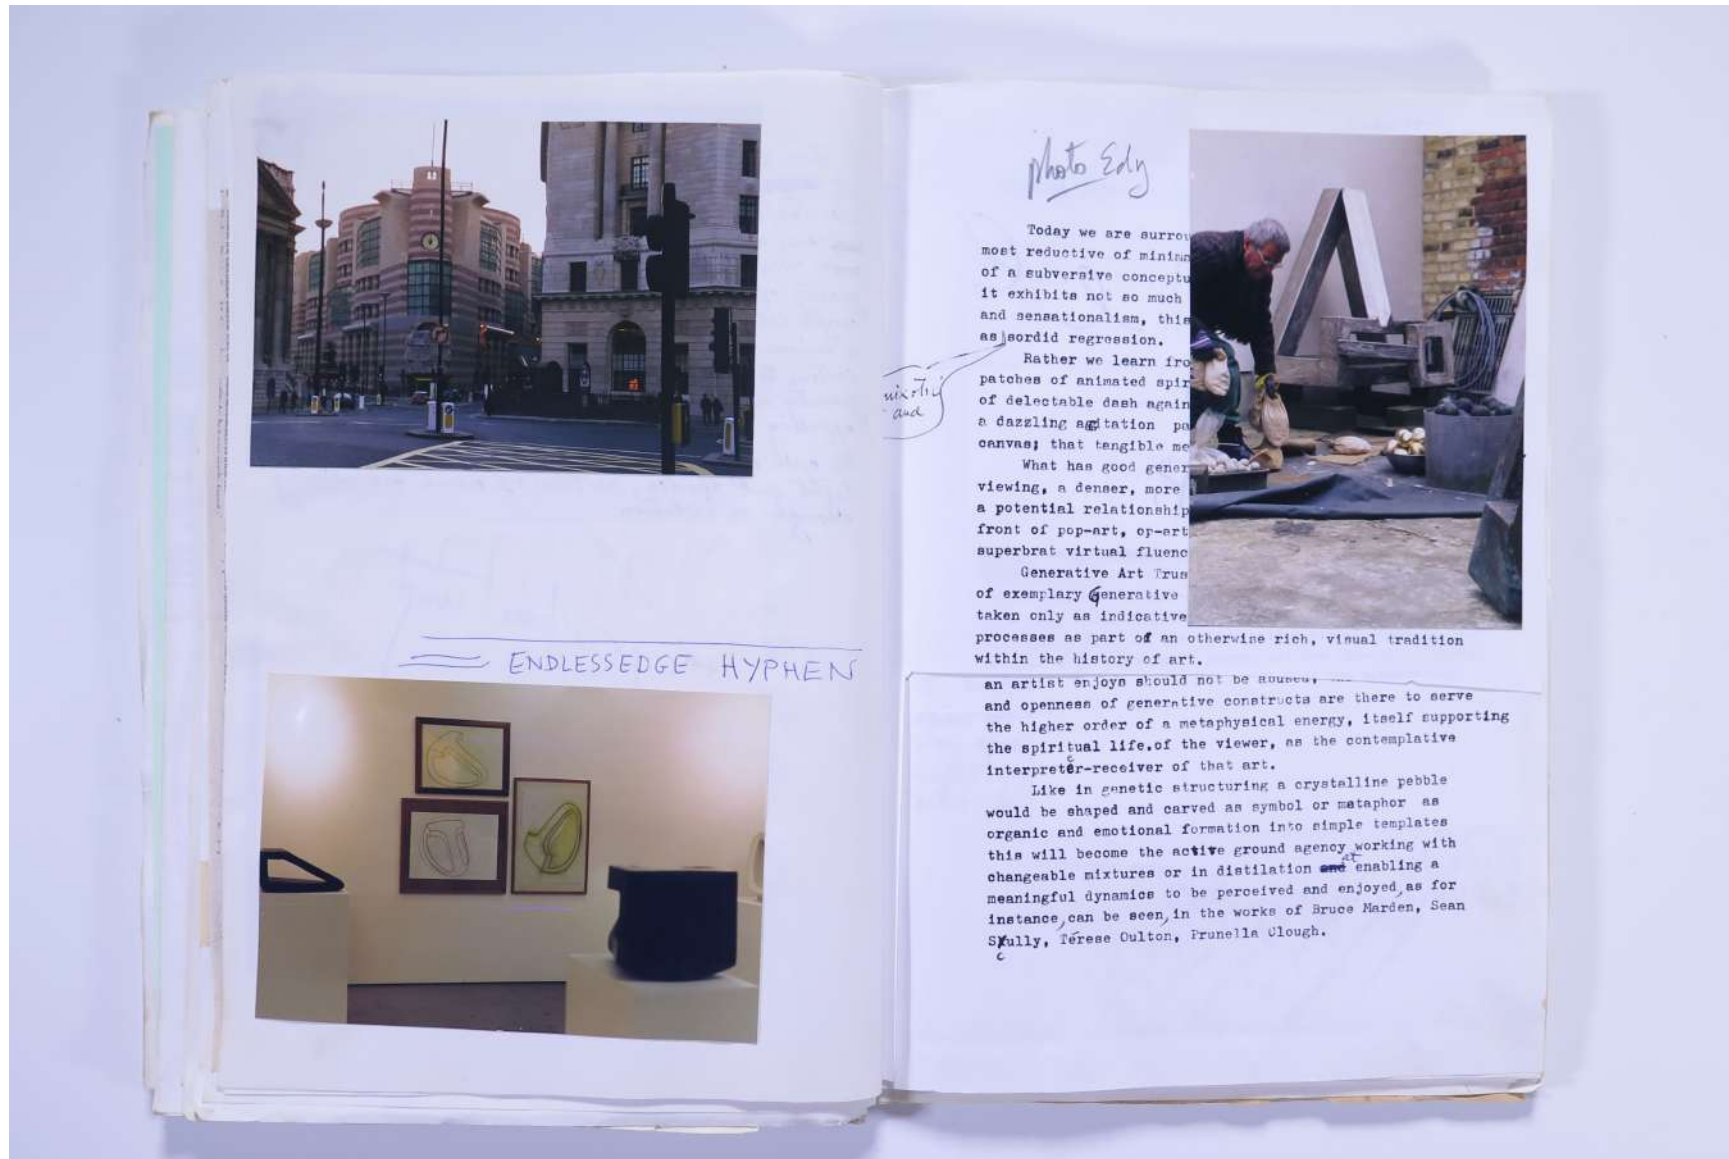 ENDLESSEDGE HYPHEN
photo Edy
Today we are surrou
most reductive of minima
of a subversive conceptu
it exhibits not so much
and sensationalism, this
as sordid regression.
and
Rather we learn fro
patches of animated spir
of delectable dash again
a dazzling agitation pa
canvas; that tangible me
What has good gener
viewing, a denser, more
a potential relationship
front of pop-art, op-art
superbrat virtual fluenc
Generative Art Trus
of exemplary Generative
taken only as indicative
processes as part of an otherwise rich, visual tradition
within the history of art.
an artist enjoys should not be abused,
and openness of generative constructs are there to serve
the higher order of a metaphysical energy, itself supporting
the spiritual life.of the viewer, as the contemplative
interpreter-receiver of that art.
Like in genetic structuring a crystalline pebble
would be shaped and carved as symbol or metaphor as
organic and emotional formation into simple templates
this will become the active ground agency working with
changeable mixtures or in distilation and enabling a
meaningful dynamics to be perceived and enjoyed, as for
instance, can be seen, in the works of Bruce Marden, Sean
Scully, Térese Oulton, Prunella Clough.